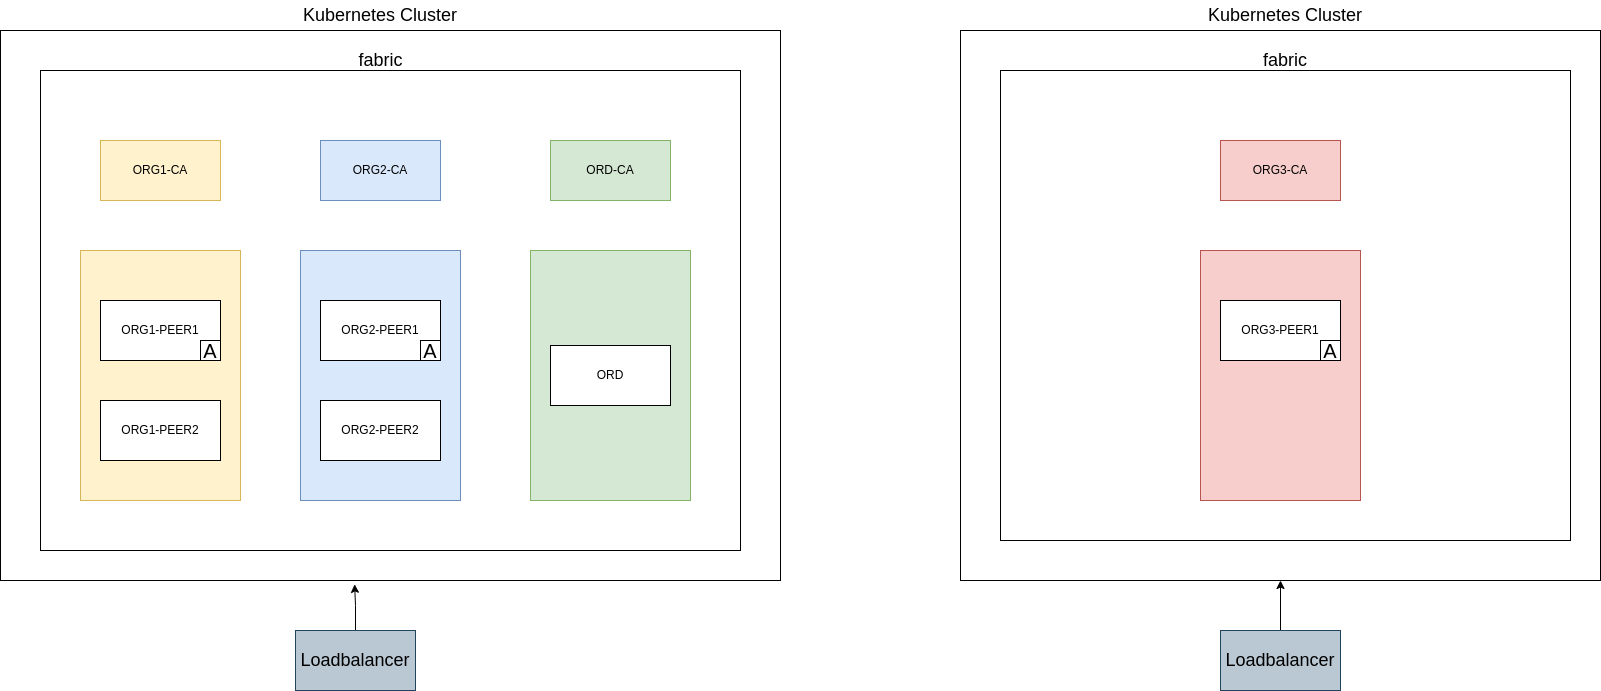 Kubernetes Cluster
fabric
ORG1-CA
ORG2-CA
ORD-CA
ORG1-PEER1
A
ORG2-PEER1
A
ORD
ORG1-PEER2
ORG2-PEER2
Loadbalancer
Kubernetes Cluster
fabric
ORG3-CA
ORG3-PEER1
A
Loadbalancer